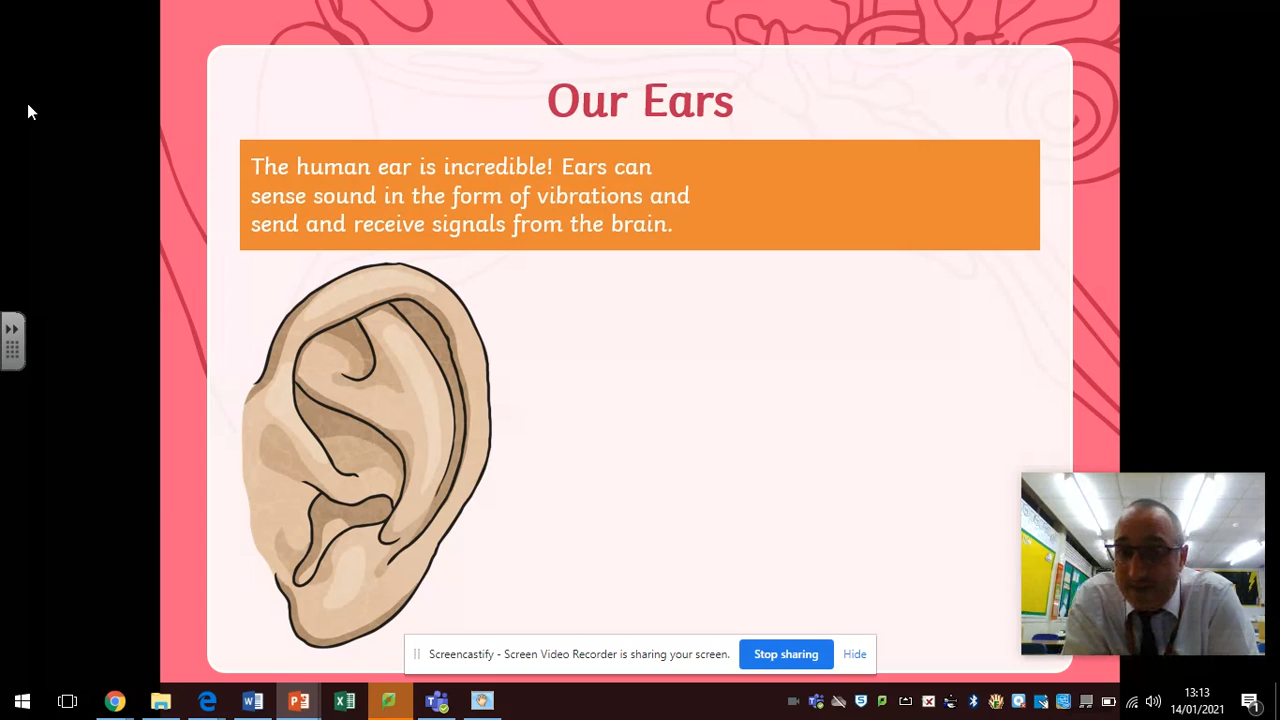 Our Ears
The human ear is incredible! Ears can
sense sound in the form of vibrations and
send and receive signals from the brain.
Screencastify - Screen Video Recorder is sharing your screen.
Stop sharing
Hide
13:13
14/01/2021
1